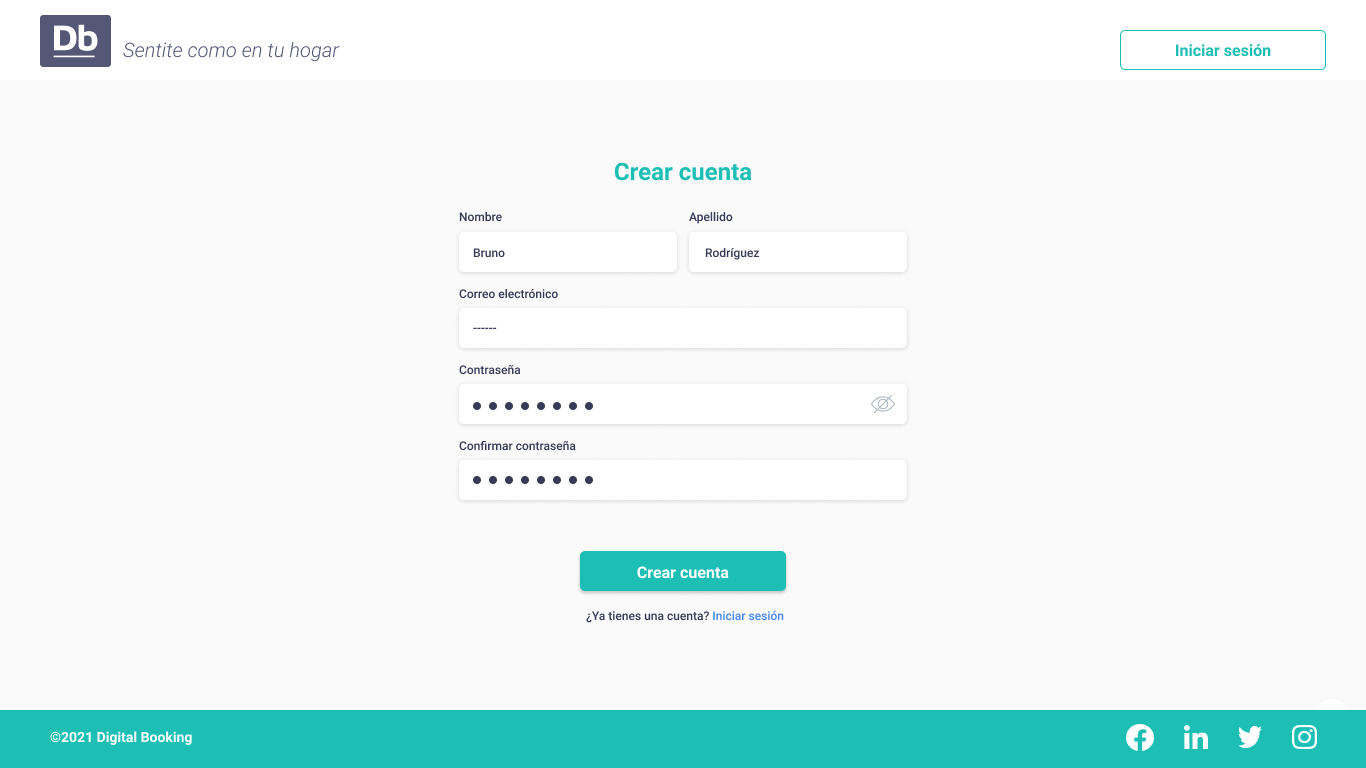 Db
Sentite como en tu hogar
Iniciar sesión
Crear cuenta
Nombre
Apellido
Bruno
Rodríguez
Correo electrónico
------
Contraseña
●●●●●●●●
Confirmar contraseña
●●●●●●●●
Crear cuenta
¿Ya tienes una cuenta? Iniciar sesión
©2021 Digital Booking